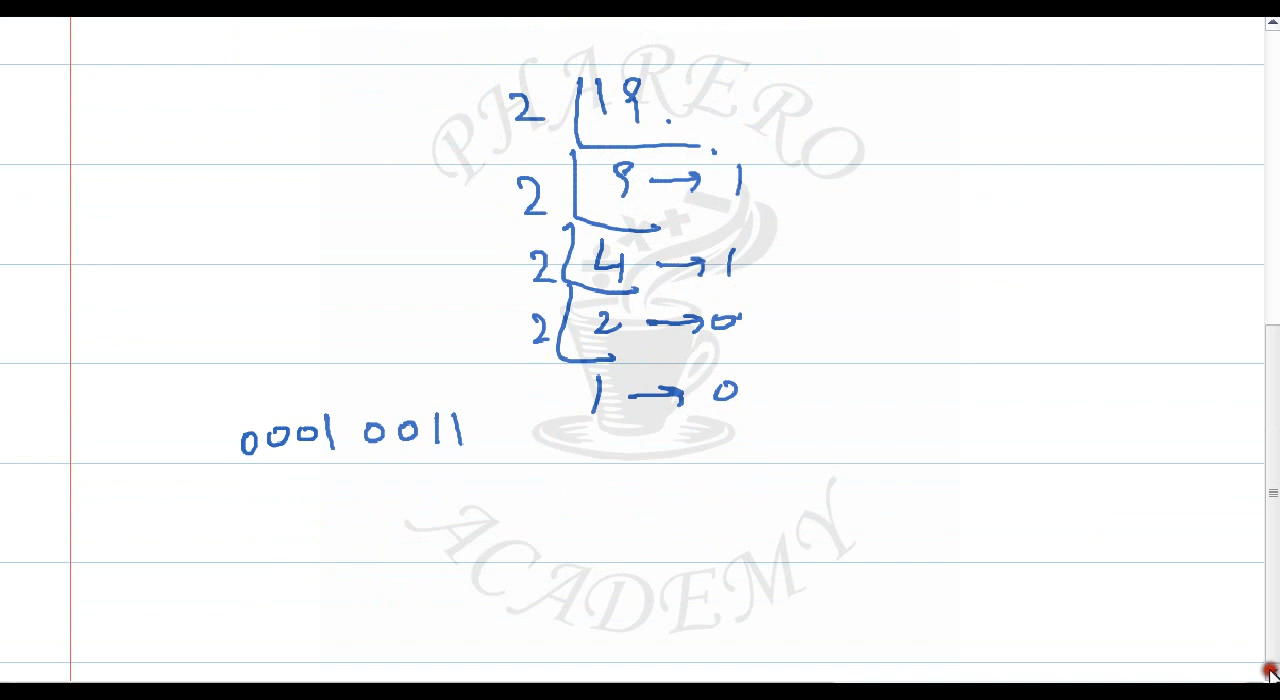 PHARERO
2 19.
2 9 → 1
2 4 → 1
2 2 → 0
1 → 0
0001 0011
ACADEMY